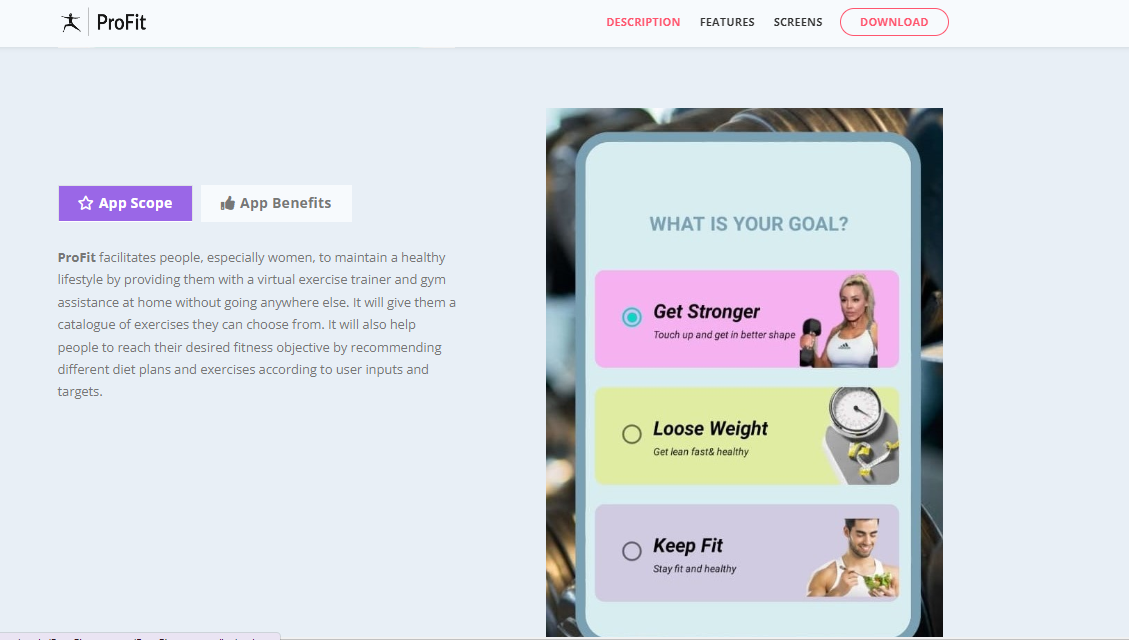 ProFit
DESCRIPTION
FEATURES
SCREENS
DOWNLOAD
App Scope
App Benefits
ProFit facilitates people, especially women, to maintain a healthy
lifestyle by providing them with a virtual exercise trainer and gym
assistance at home without going anywhere else. It will give them a
catalogue of exercises they can choose from. It will also help
people to reach their desired fitness objective by recommending
different diet plans and exercises according to user inputs and
targets.
WHAT IS YOUR GOAL?
Get Stronger
Touch up and get in better shape
Loose Weight
Get lean fast& healthy
Keep Fit
Stay fit and healthy